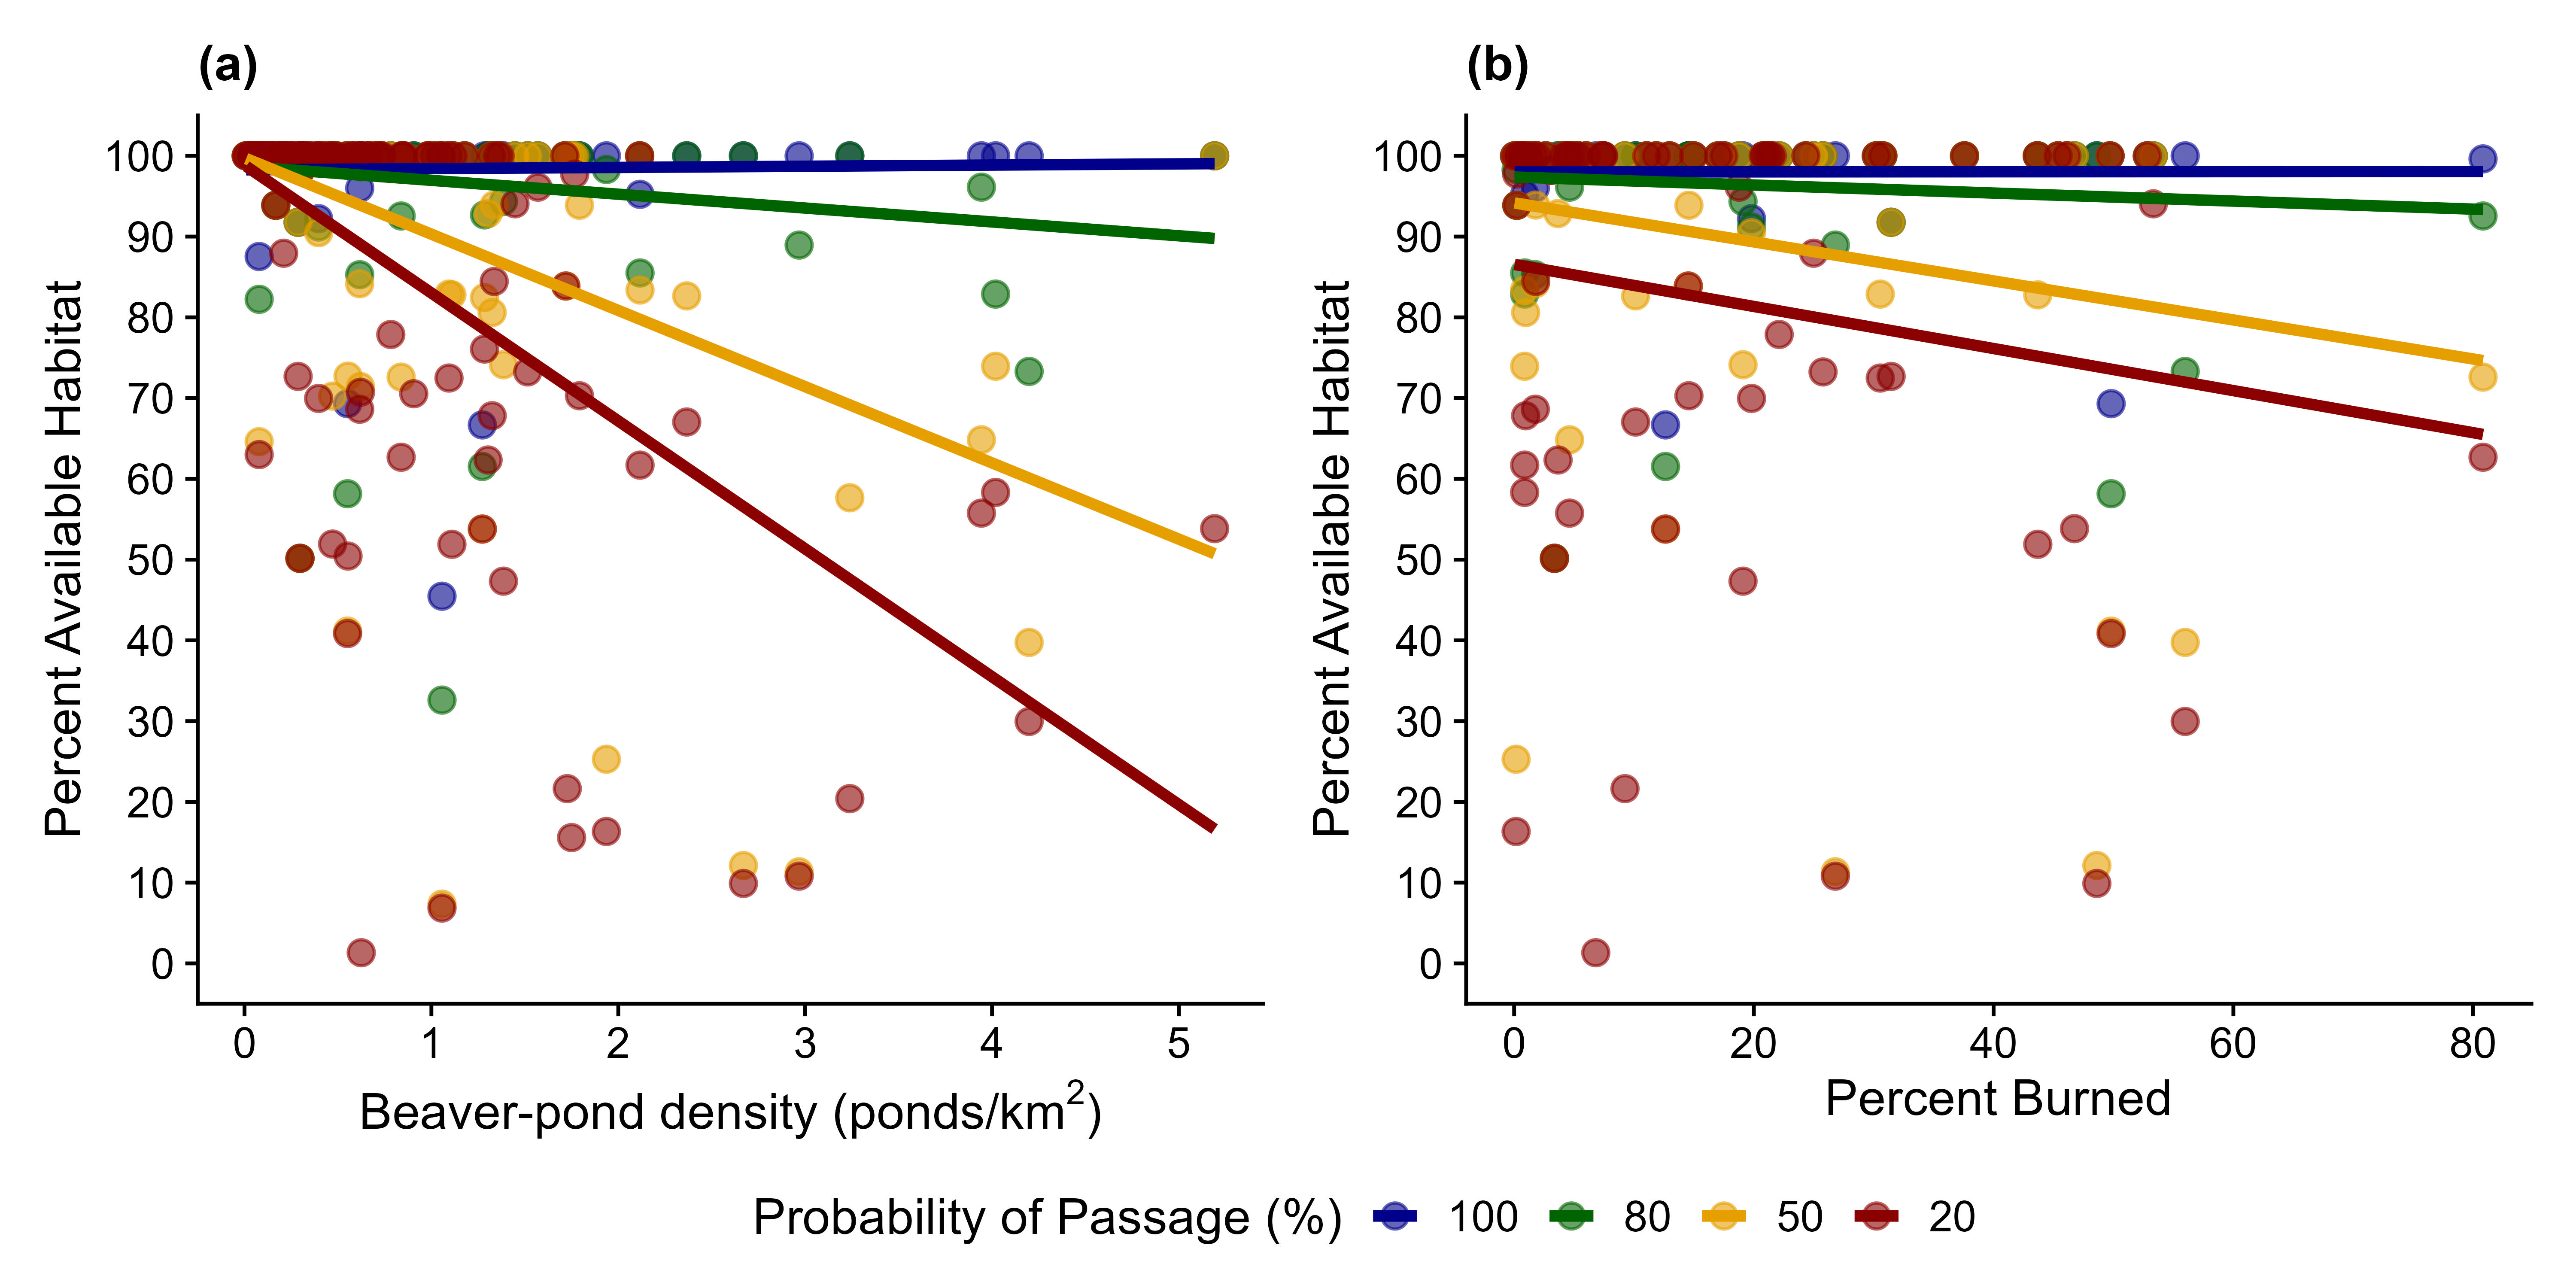 (a)
Percent Available Habitat
100
90
80
70
60
50
40
30
20
10
0
0 1 2 3 4 5
Beaver-pond density (ponds/km²)
(b)
Percent Available Habitat
100
90
80
70
60
50
40
30
20
10
0
0 20 40 60 80
Percent Burned
Probability of Passage (%) 100 80 50 20